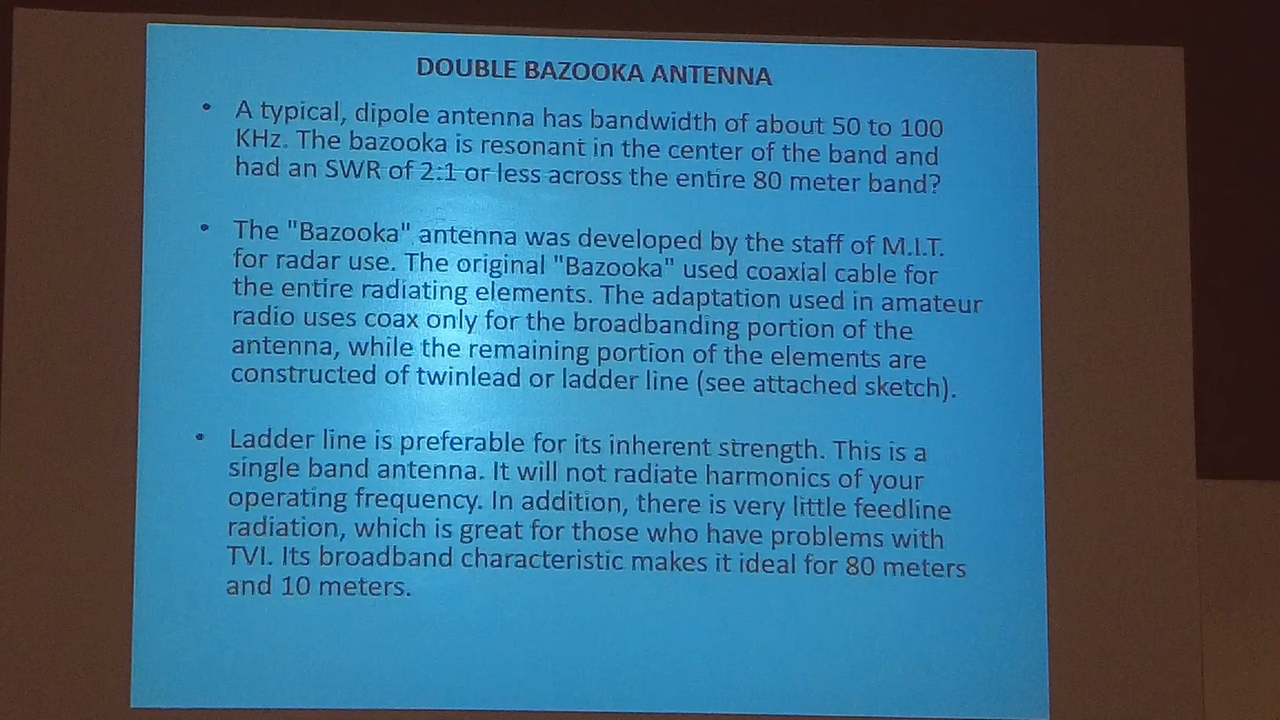 DOUBLE BAZOOKA ANTENNA
• A typical, dipole antenna has bandwidth of about 50 to 100
KHz. The bazooka is resonant in the center of the band and
had an SWR of 2:1 or less across the entire 80 meter band?
• The "Bazooka" antenna was developed by the staff of M.I.T.
for radar use. The original "Bazooka" used coaxial cable for
the entire radiating elements. The adaptation used in amateur
radio uses coax only for the broadbanding portion of the
antenna, while the remaining portion of the elements are
constructed of twinlead or ladder line (see attached sketch).
• Ladder line is preferable for its inherent strength. This is a
single band antenna. It will not radiate harmonics of your
operating frequency. In addition, there is very little feedline
radiation, which is great for those who have problems with
TVI. Its broadband characteristic makes it ideal for 80 meters
and 10 meters.